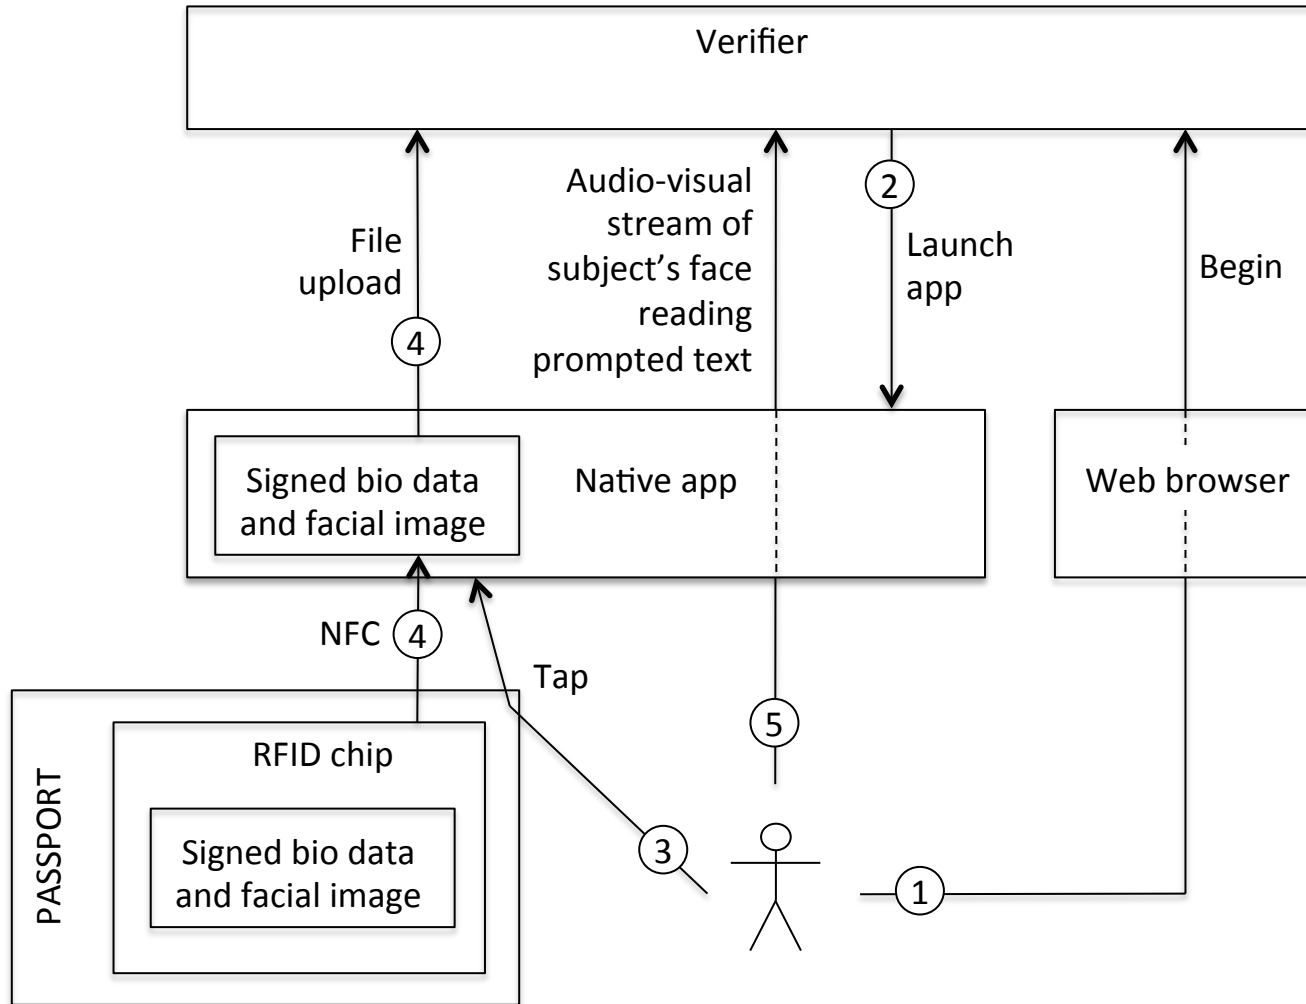 Verifier
Audio-visual
stream of
subject's face
reading
prompted text
2
Launch
app
File
upload
Begin
4
Signed bio data
and facial image
Native app
Web browser
NFC
4
Tap
5
PASSPORT
RFID chip
Signed bio data
and facial image
3
1